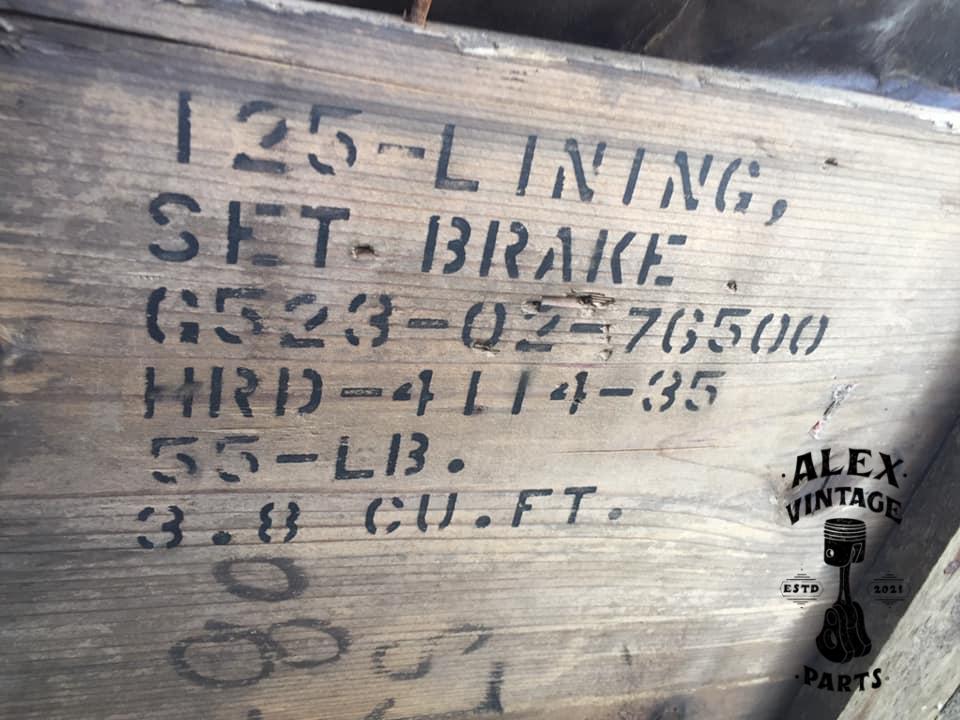 125-LINING,
SET BRAKE
G523-02-76500
HRD-4114-35
55-LB.
3.8 CU.FT.
ALEX
VINTAGE
ESTD
2021
PARTS